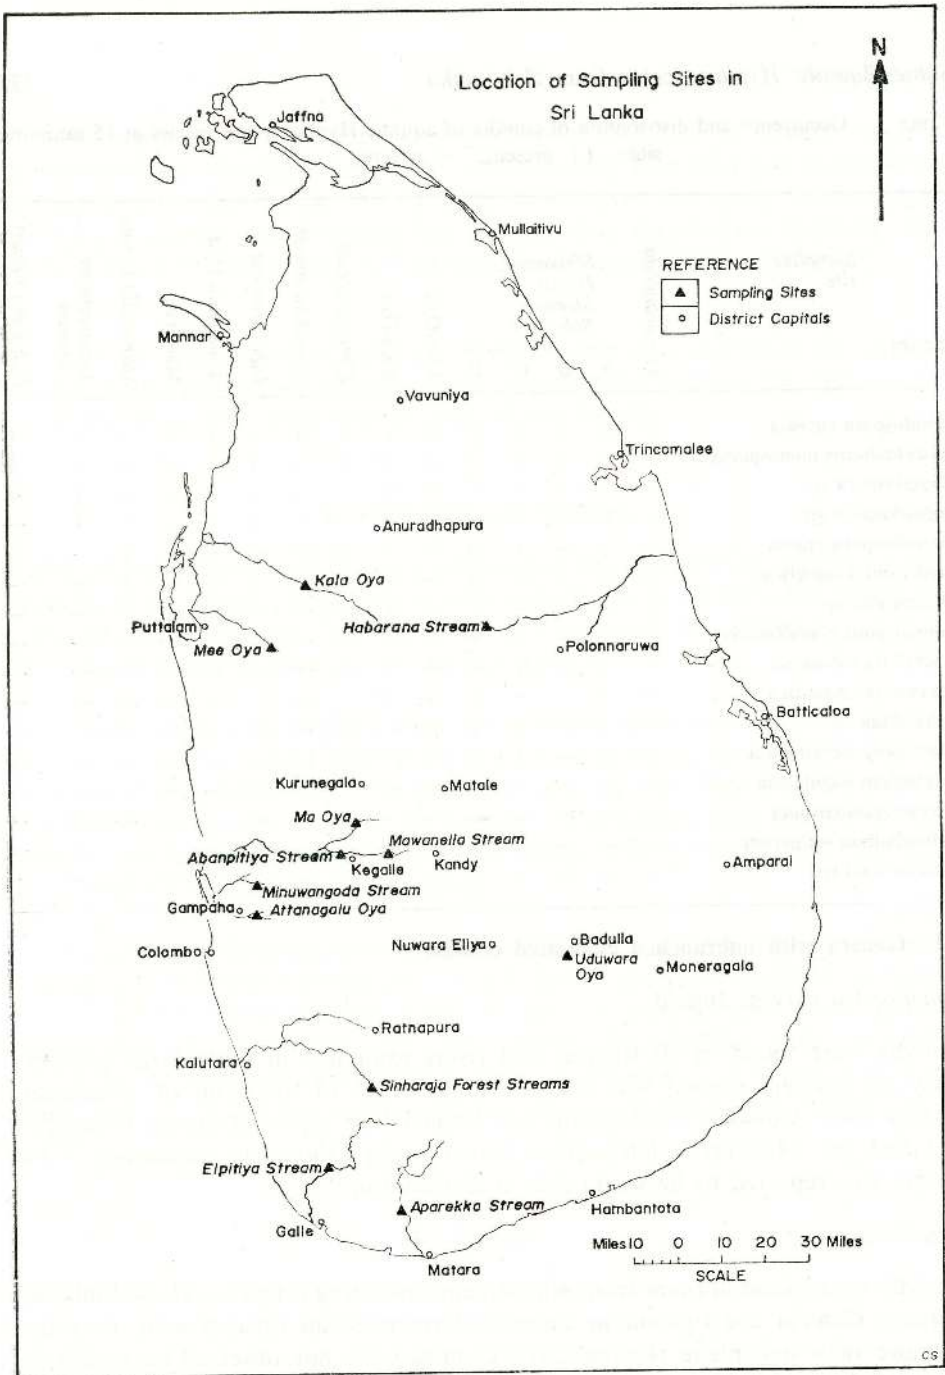 N
Location of Sampling Sites in
Sri Lanka
Jaffna
Mullaitivu
REFERENCE
Sampling Sites
District Capitals
Mannar
Vavuniya
Trincomalee
Anuradhapura
Kala Oya
Puttalam
Habarana Stream
Mee Oya
Polonnaruwa
Batticaloa
Kurunegala
Matale
Ma Oya
Mawanella Stream
Abanpitiya Stream
Kegalle
Kandy
Amparai
Minuwangoda Stream
Gampaha
Attanagalu Oya
Nuwara Eliya
Badulla
Colombo
Uduwara
Oya
Moneragala
Ratnapura
Kalutara
Sinharaja Forest Streams
Elpitiya Stream
Aparekka Stream
Hambantota
Galle
Miles 10 0 10 20 30 Miles
Matara
SCALE
CS